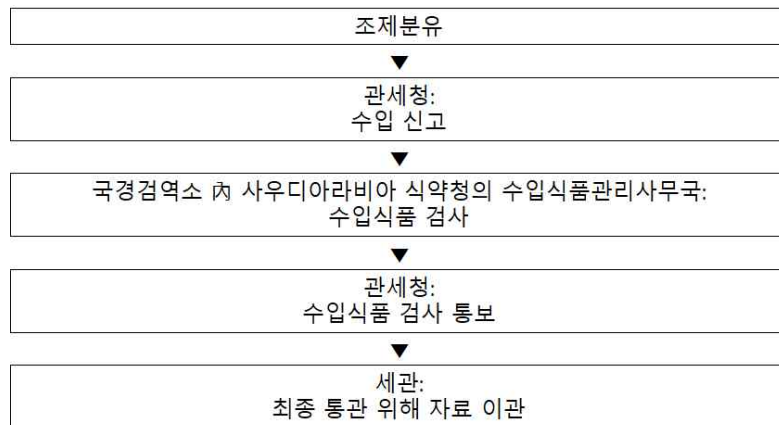 조제분유
▼
관세청:
수입 신고
▼
국경검역소 內 사우디아라비아 식약청의 수입식품관리사무국:
수입식품 검사
▼
관세청:
수입식품 검사 통보
▼
세관:
최종 통관 위해 자료 이관